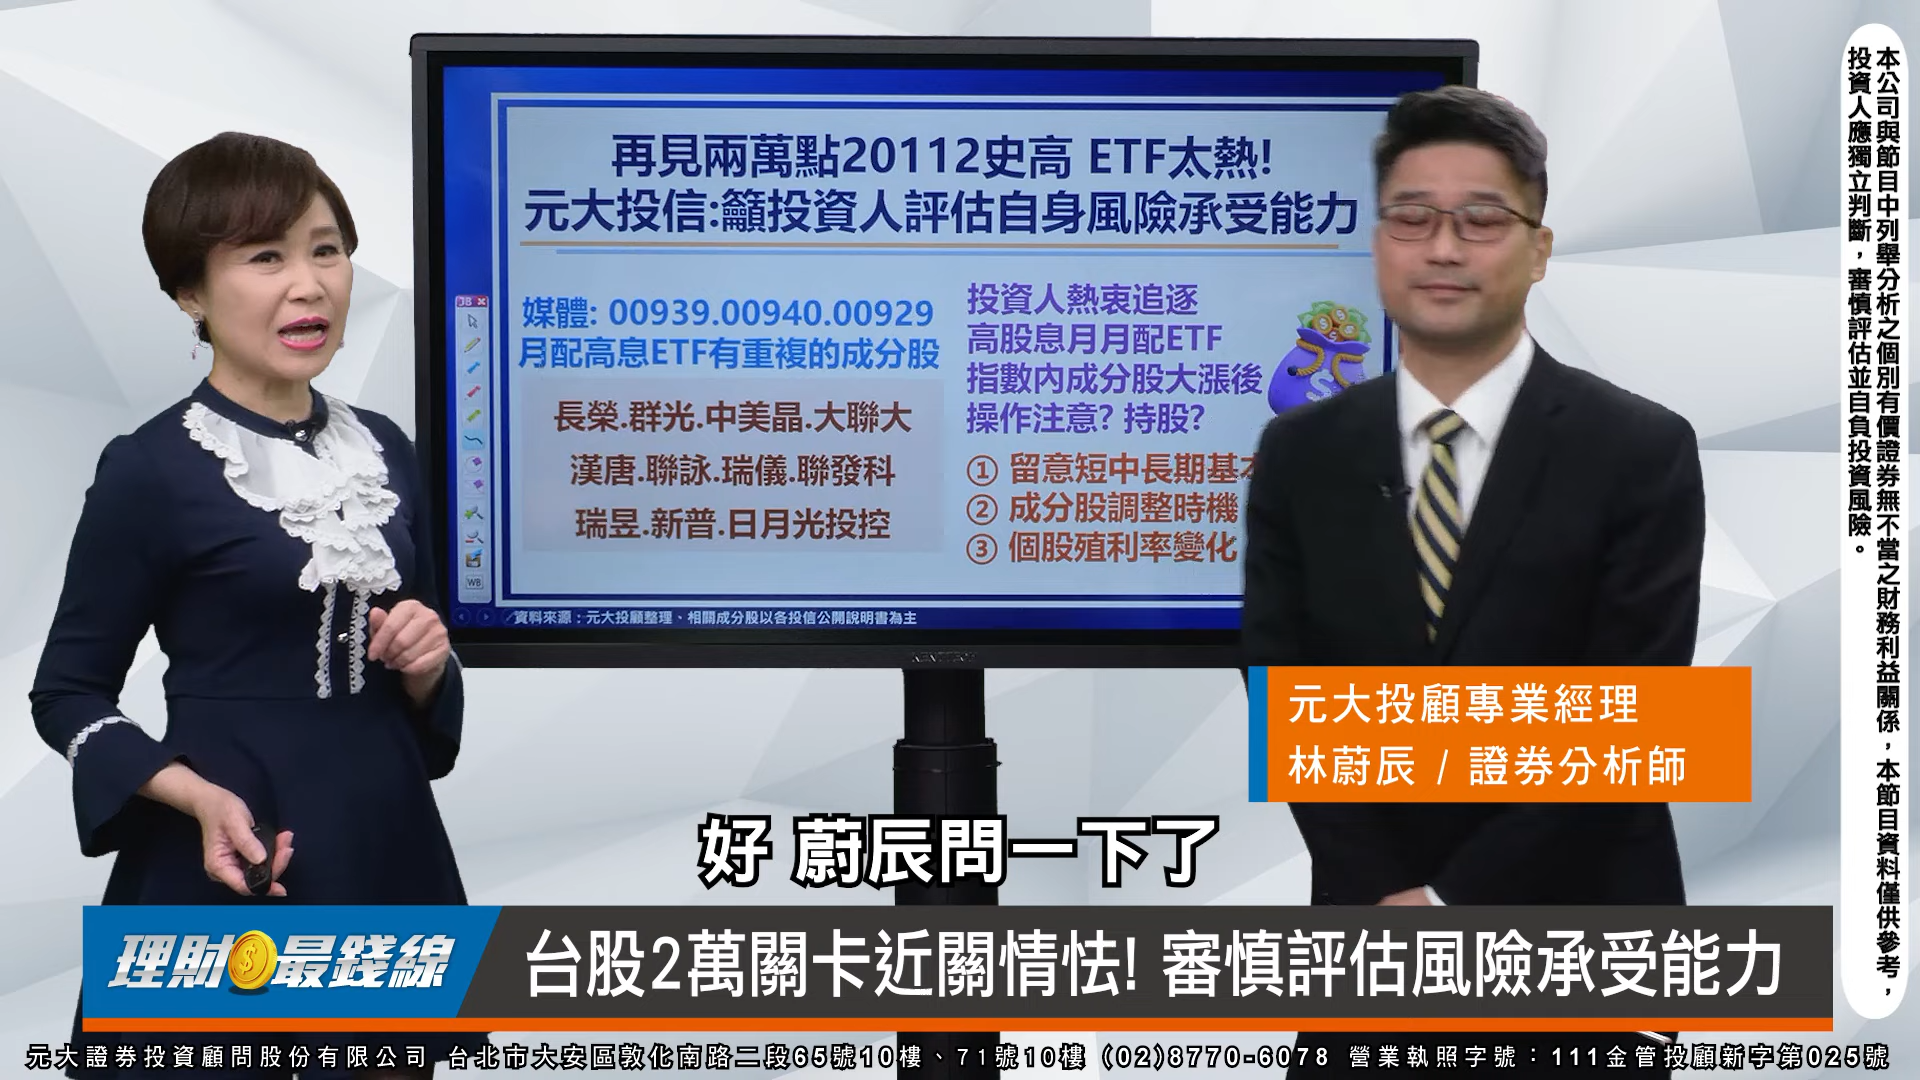 再見兩萬點20112史高 ETF太熱!
元大投信:籲投資人評估自身風險承受能力
媒體: 00939.00940.00929
月配高息ETF有重複的成分股
長榮.群光.中美晶.大聯大
漢唐.聯詠.瑞儀.聯發科
瑞昱.新普.日月光投控
投資人熱衷追逐
高股息月月配ETF
指數內成分股大漲後
操作注意? 持股?
① 留意短中長期基本
② 成分股調整時機
③ 個股殖利率變化
資料來源：元大投顧整理、相關成分股以各投信公開說明書為主
JB
WB
本公司與節目中列舉分析之個別有價證券無不當之財務利益關係，本節目資料僅供參考，
投資人應獨立判斷，審慎評估並自負投資風險。
元大投顧專業經理
林蔚辰 / 證券分析師
好 蔚辰問一下了
理財最錢線
台股2萬關卡近關情怯! 審慎評估風險承受能力
元大證券投資顧問股份有限公司 台北市大安區敦化南路二段65號10樓、71號10樓 (02)8770-6078 營業執照字號：111金管投顧新字第025號